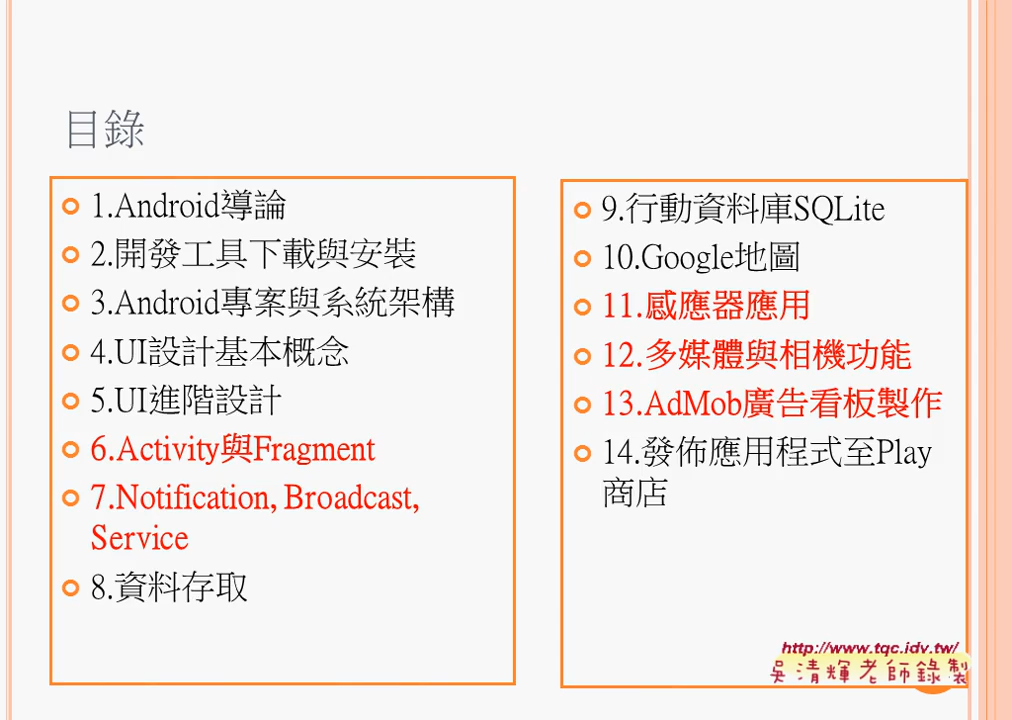 目錄
1.Android導論
2.開發工具下載與安裝
3.Android專案與系統架構
4.UI設計基本概念
5.UI進階設計
6.Activity與Fragment
7.Notification, Broadcast,
Service
8.資料存取
9.行動資料庫SQLite
10.Google地圖
11.感應器應用
12.多媒體與相機功能
13.AdMob廣告看板製作
14.發佈應用程式至Play
商店
http://www.tqc.idv.tw/
吳清輝老師錄製